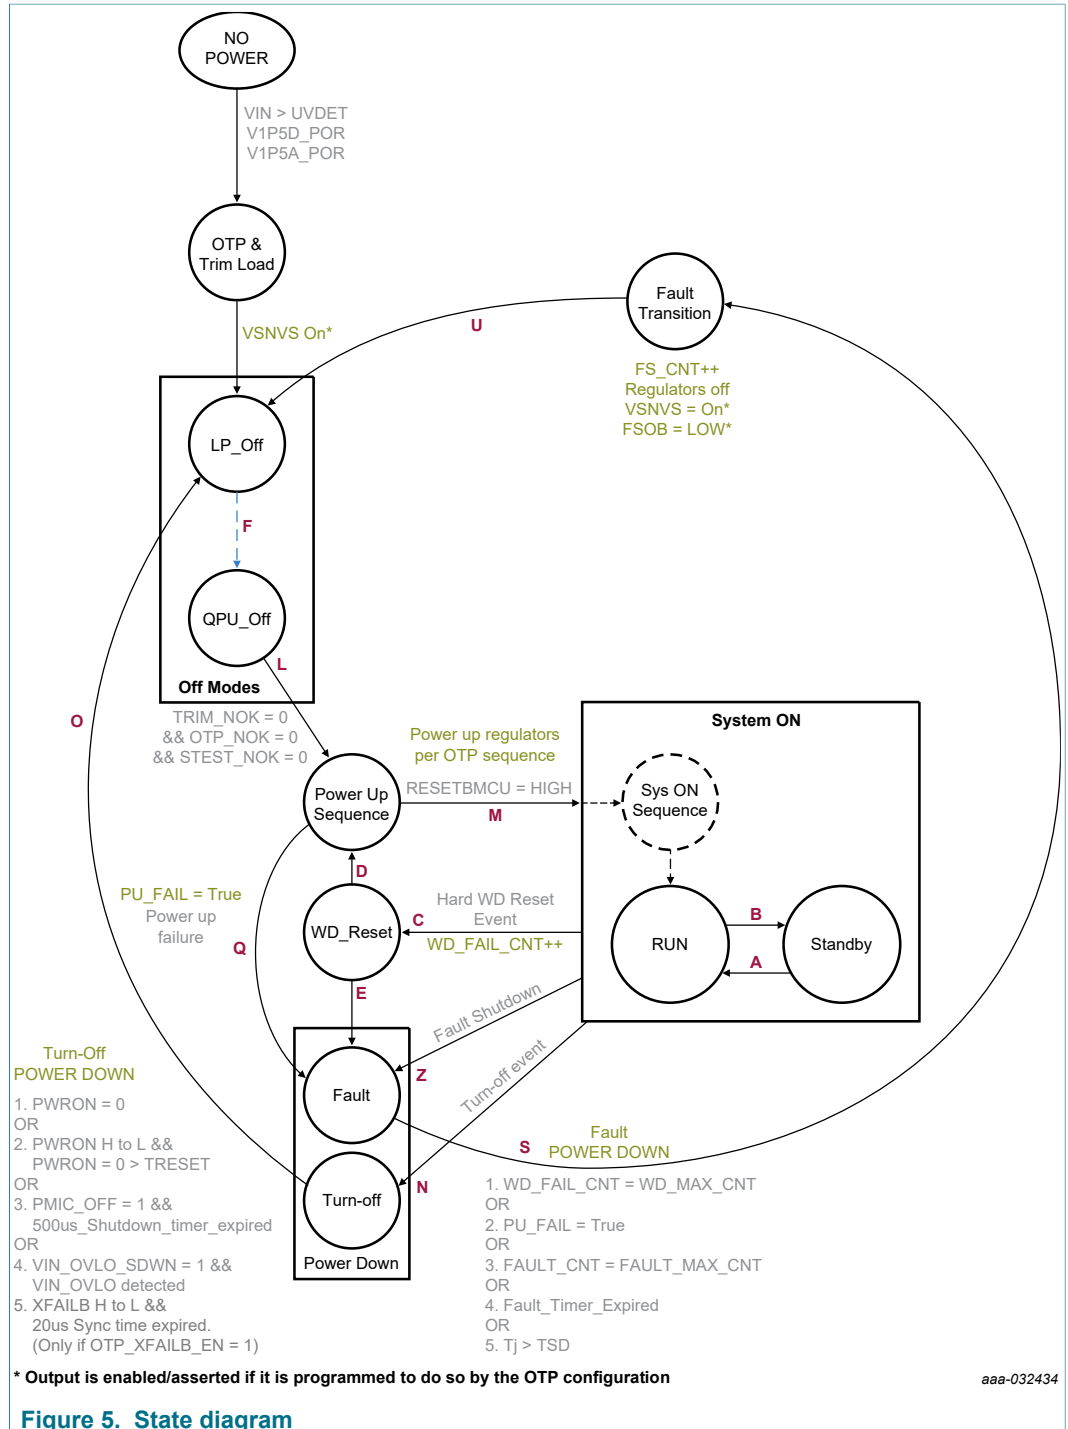 NO
POWER
VIN > UVDET
V1P5D_POR
V1P5A_POR
OTP &
Trim Load
VSNVS On*
Fault
Transition
U
FS_CNT++
Regulators off
VSNVS = On*
FSOB = LOW*
LP_Off
F
QPU_Off
L
Off Modes
O
TRIM_NOK = 0
&& OTP_NOK = 0
&& STEST_NOK = 0
Power up regulators
per OTP sequence
System ON
Power Up
Sequence
RESETBMCU = HIGH
M
Sys ON
Sequence
D
PU_FAIL = True
Power up
failure
Q
WD_Reset
C
Hard WD Reset
Event
WD_FAIL_CNT++
RUN
B
A
Standby
E
Fault Shutdown
Z
Turn-off event
Fault
Turn-Off
POWER DOWN
S
Fault
POWER DOWN
N
Turn-off
Power Down
1. PWRON = 0
OR
2. PWRON H to L &&
PWRON = 0 > TRESET
OR
3. PMIC_OFF = 1 &&
500us_Shutdown_timer_expired
OR
4. VIN_OVLO_SDWN = 1 &&
VIN_OVLO detected
5. XFAILB H to L &&
20us Sync time expired.
(Only if OTP_XFAILB_EN = 1)
1. WD_FAIL_CNT = WD_MAX_CNT
OR
2. PU_FAIL = True
OR
3. FAULT_CNT = FAULT_MAX_CNT
OR
4. Fault_Timer_Expired
OR
5. Tj > TSD
* Output is enabled/asserted if it is programmed to do so by the OTP configuration
aaa-032434
Figure 5. State diagram